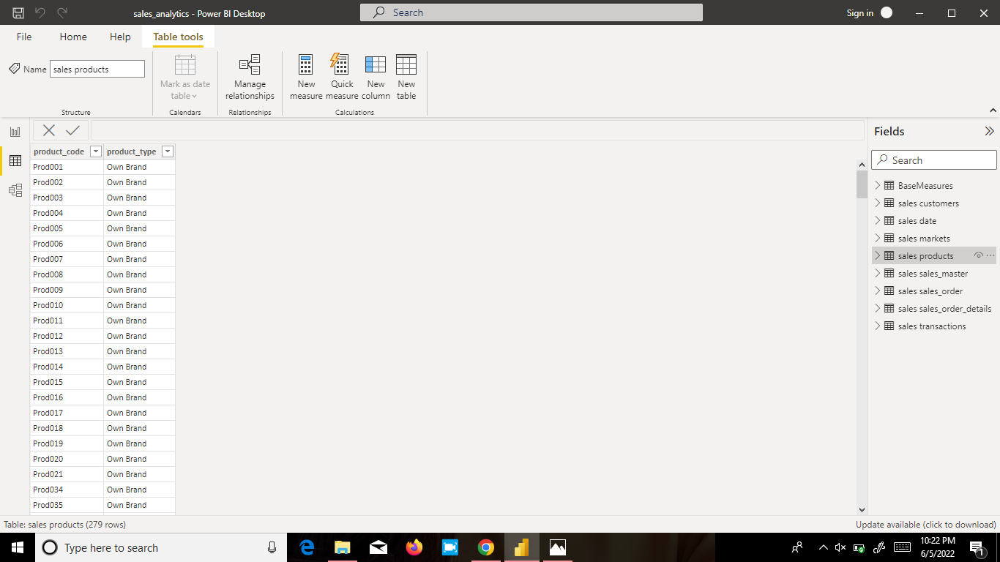 sales_analytics - Power BI Desktop
Search
Sign in
File Home Help Table tools
Name sales products
Mark as date table
Manage relationships
New measure
Quick measure
New column
New table
Structure Calendars Relationships Calculations
product_code product_type
Prod001 Own Brand
Prod002 Own Brand
Prod003 Own Brand
Prod004 Own Brand
Prod005 Own Brand
Prod006 Own Brand
Prod007 Own Brand
Prod008 Own Brand
Prod009 Own Brand
Prod010 Own Brand
Prod011 Own Brand
Prod012 Own Brand
Prod013 Own Brand
Prod014 Own Brand
Prod015 Own Brand
Prod016 Own Brand
Prod017 Own Brand
Prod018 Own Brand
Prod019 Own Brand
Prod020 Own Brand
Prod021 Own Brand
Prod034 Own Brand
Prod035 Own Brand
Fields
Search
BaseMeasures
sales customers
sales date
sales markets
sales products
sales sales_master
sales sales_order
sales sales_order_details
sales transactions
Table: sales products (279 rows)
Update available (click to download)
Type here to search
10:22 PM
6/5/2022
1